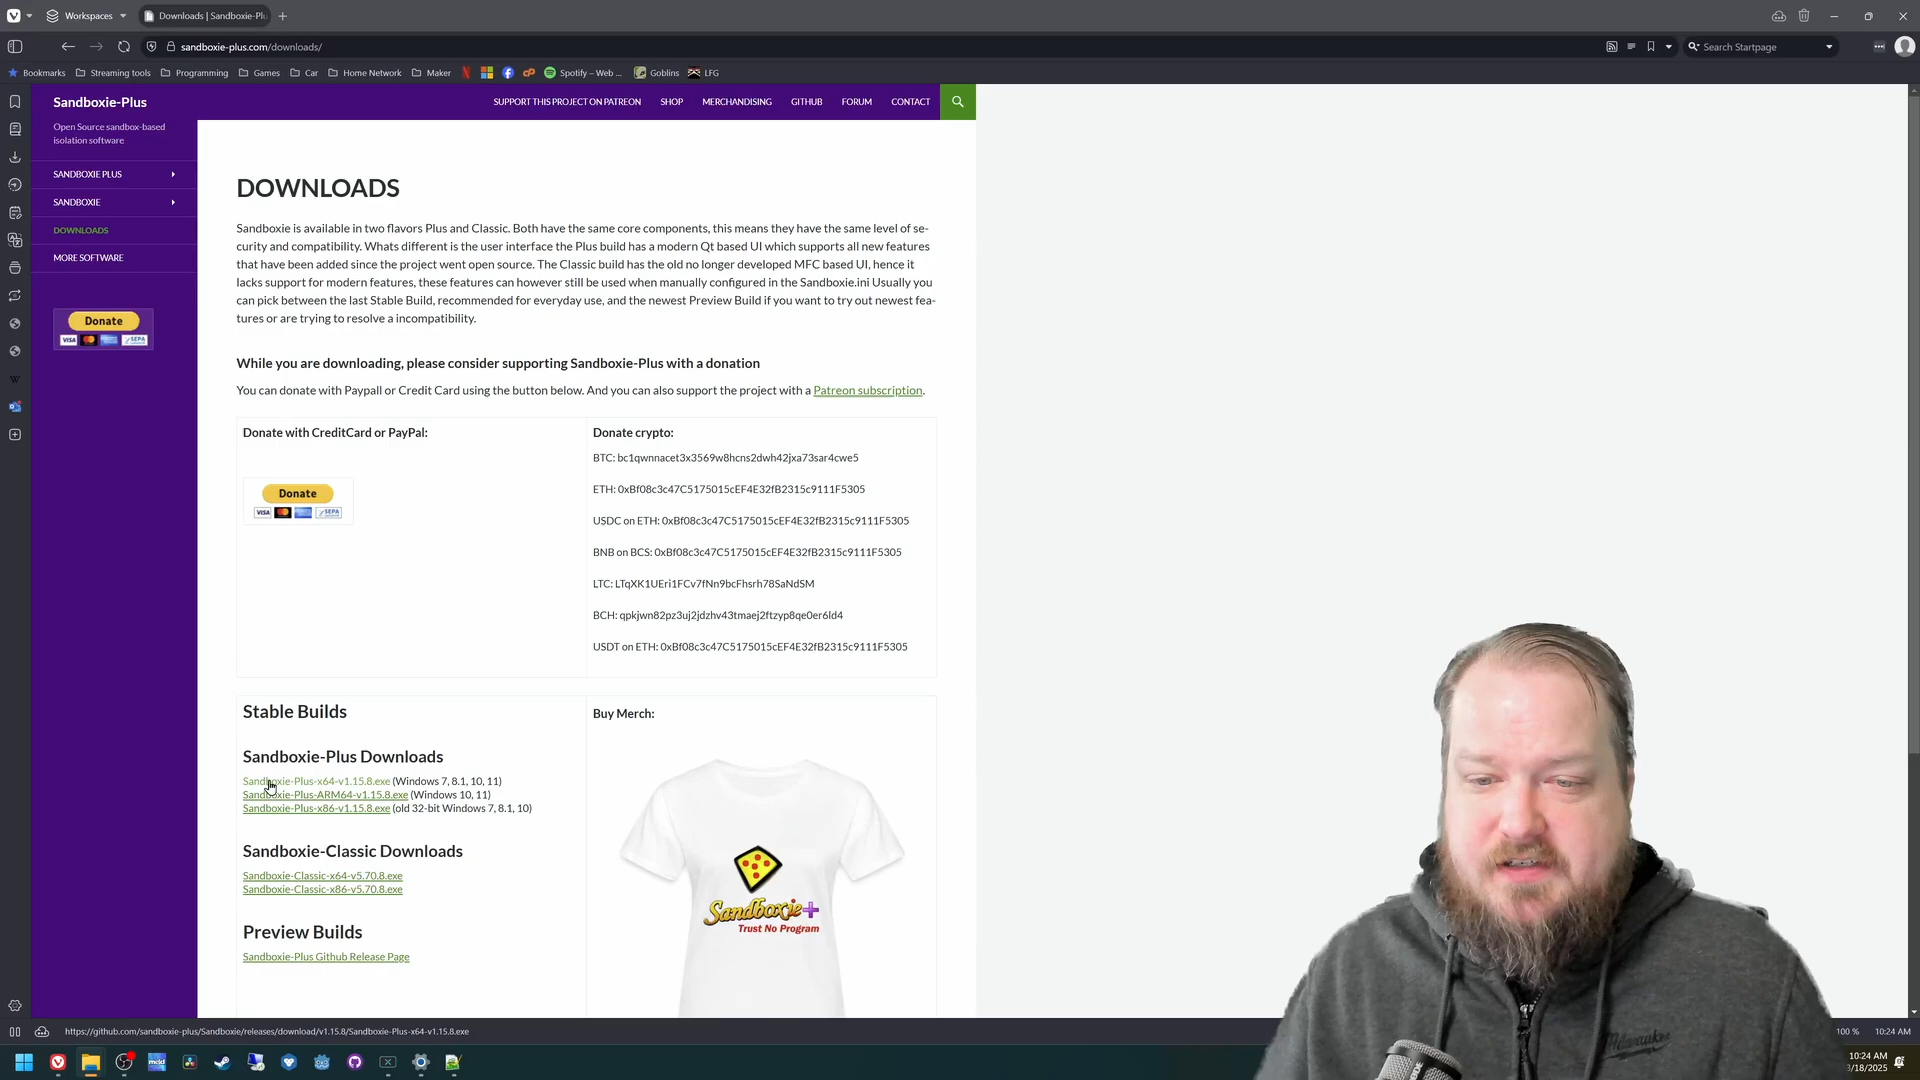 Workspaces
Downloads | Sandboxie-Plu
sandboxie-plus.com/downloads/
Search Startpage
Bookmarks
Streaming tools
Programming
Games
Car
Home Network
Maker
Spotify – Web ...
Goblins
LFG
Sandboxie-Plus
SUPPORT THIS PROJECT ON PATREON
SHOP
MERCHANDISING
GITHUB
FORUM
CONTACT
Open Source sandbox-based
isolation software
SANDBOXIE PLUS
SANDBOXIE
DOWNLOADS
MORE SOFTWARE
Donate
VISA
SEPA
DOWNLOADS
Sandboxie is available in two flavors Plus and Classic. Both have the same core components, this means they have the same level of se-
curity and compatibility. Whats different is the user interface the Plus build has a modern Qt based UI which supports all new features
that have been added since the project went open source. The Classic build has the old no longer developed MFC based UI, hence it
lacks support for modern features, these features can however still be used when manually configured in the Sandboxie.ini Usually you
can pick between the last Stable Build, recommended for everyday use, and the newest Preview Build if you want to try out newest fea-
tures or are trying to resolve a incompatibility.
While you are downloading, please consider supporting Sandboxie-Plus with a donation
You can donate with Paypall or Credit Card using the button below. And you can also support the project with a Patreon subscription.
Donate with CreditCard or PayPal:
Donate
VISA
SEPA
Donate crypto:
BTC: bc1qwnnacet3x3569w8hcns2dwh42jxa73sar4cwe5
ETH: 0xBf08c3c47C5175015cEF4E32fB2315c9111F5305
USDC on ETH: 0xBf08c3c47C5175015cEF4E32fB2315c9111F5305
BNB on BCS: 0xBf08c3c47C5175015cEF4E32fB2315c9111F5305
LTC: LTqXK1UEri1FCv7fNn9bcFhsrh78SaNdSM
BCH: qpkjwn82pz3uj2jdzhv43tmaej2ftzyp8qe0er6ld4
USDT on ETH: 0xBf08c3c47C5175015cEF4E32fB2315c9111F5305
Stable Builds
Sandboxie-Plus Downloads
Sandboxie-Plus-x64-v1.15.8.exe (Windows 7, 8.1, 10, 11)
Sandboxie-Plus-ARM64-v1.15.8.exe (Windows 10, 11)
Sandboxie-Plus-x86-v1.15.8.exe (old 32-bit Windows 7, 8.1, 10)
Sandboxie-Classic Downloads
Sandboxie-Classic-x64-v5.70.8.exe
Sandboxie-Classic-x86-v5.70.8.exe
Preview Builds
Sandboxie-Plus Github Release Page
Buy Merch:
Sandboxie+
Trust No Program
https://github.com/sandboxie-plus/Sandboxie/releases/download/v1.15.8/Sandboxie-Plus-x64-v1.15.8.exe
100 %
10:24 AM
10:24 AM
/18/2025
Milwaukee